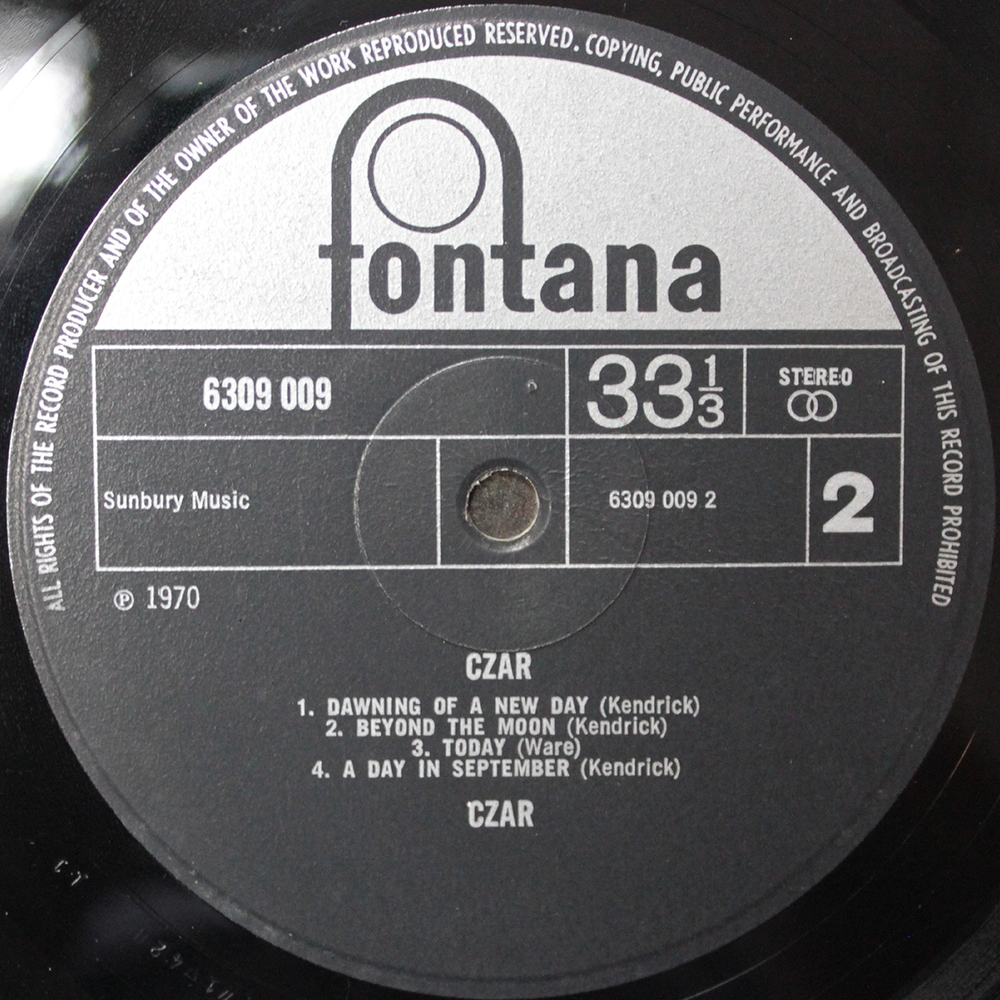 ALL RIGHTS OF THE RECORD PRODUCER AND OF THE OWNER OF THE WORK REPRODUCED RESERVED. COPYING, PUBLIC PERFORMANCE AND BROADCASTING OF THIS RECORD PROHIBITED
fontana
6309 009
33 1/3
STEREO
Sunbury Music
6309 009 2
2
℗ 1970
CZAR
1. DAWNING OF A NEW DAY (Kendrick)
2. BEYOND THE MOON (Kendrick)
3. TODAY (Ware)
4. A DAY IN SEPTEMBER (Kendrick)
CZAR